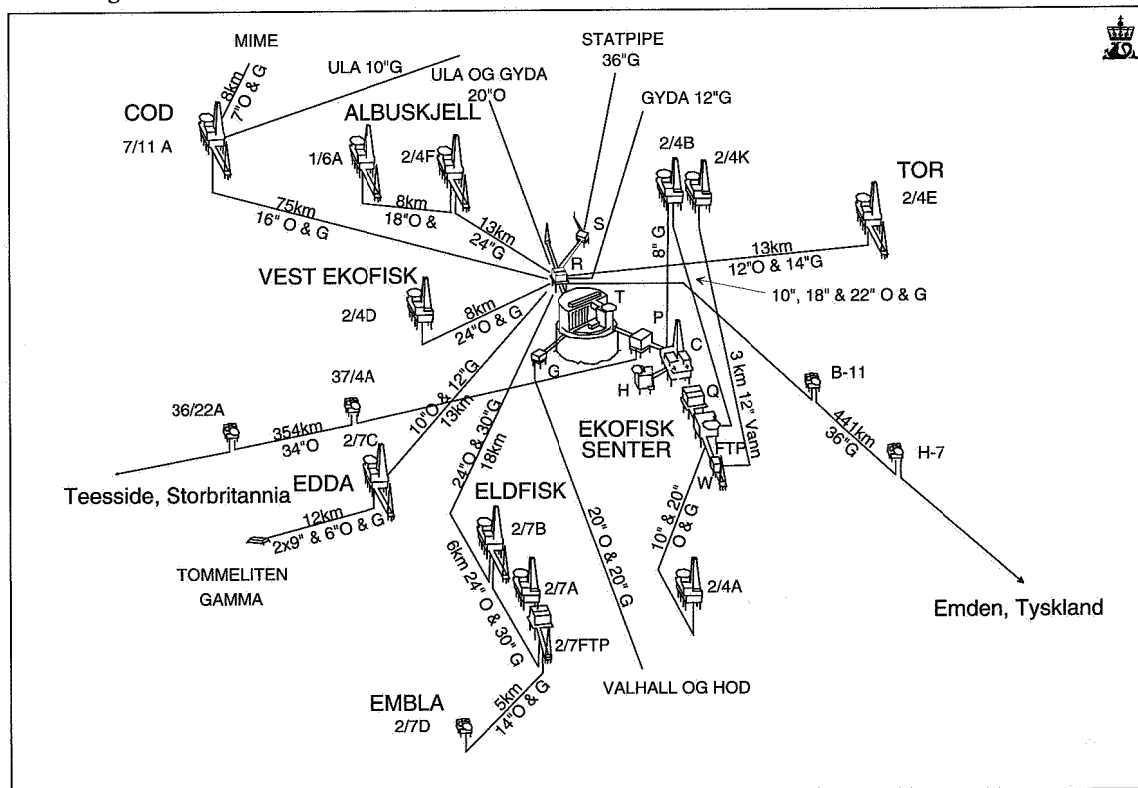 MIME
8km
7"O & G
ULA 10"G
ULA OG GYDA
20"O
STATPIPE
36"G
GYDA 12"G
COD
7/11 A
ALBUSKJELL
1/6A
2/4F
2/4B
2/4K
TOR
2/4E
8km
18"O &
75km
16" O & G
13km
24"G
S
R
8" G
13km
12"O & 14"G
10", 18" & 22" O & G
VEST EKOFISK
2/4D
8km
24"O & G
T
P
C
G
H
Q
3 km 12" Vann
B-11
441km
36"G
H-7
37/4A
36/22A
354km
34"O
10"O & 12"G
13km
24"O & 30"G
18km
EKOFISK
SENTER
FTP
W
Teesside, Storbritannia
2/7C
EDDA
12km
2x9" & 6"O & G
TOMMELITEN
GAMMA
ELDFISK
2/7B
2/7A
2/7FTP
6km 24" O & 30" G
20" O & 20" G
10" & 20"
O & G
2/4A
Emden, Tyskland
VALHALL OG HOD
EMBLA
2/7D
5km
14"O & G